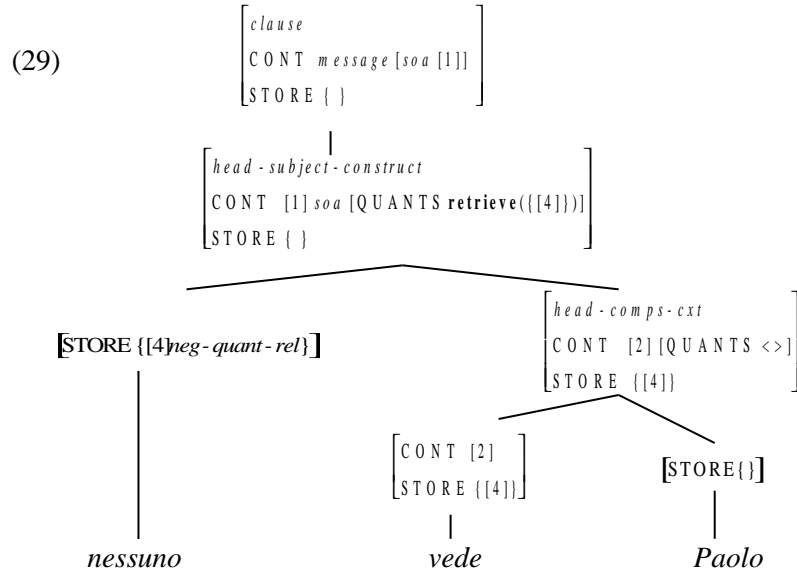 (29)
clause
CONT message [soa [1]]
STORE { }
head-subject-construct
CONT [1] soa [QUANTS retrieve({[4]})]
STORE { }
[STORE {[4]neg-quant-rel}]
head-comps-cxt
CONT [2] [QUANTS <>]
STORE {[4]}
CONT [2]
STORE {[4]}
[STORE{}]
nessuno vede Paolo